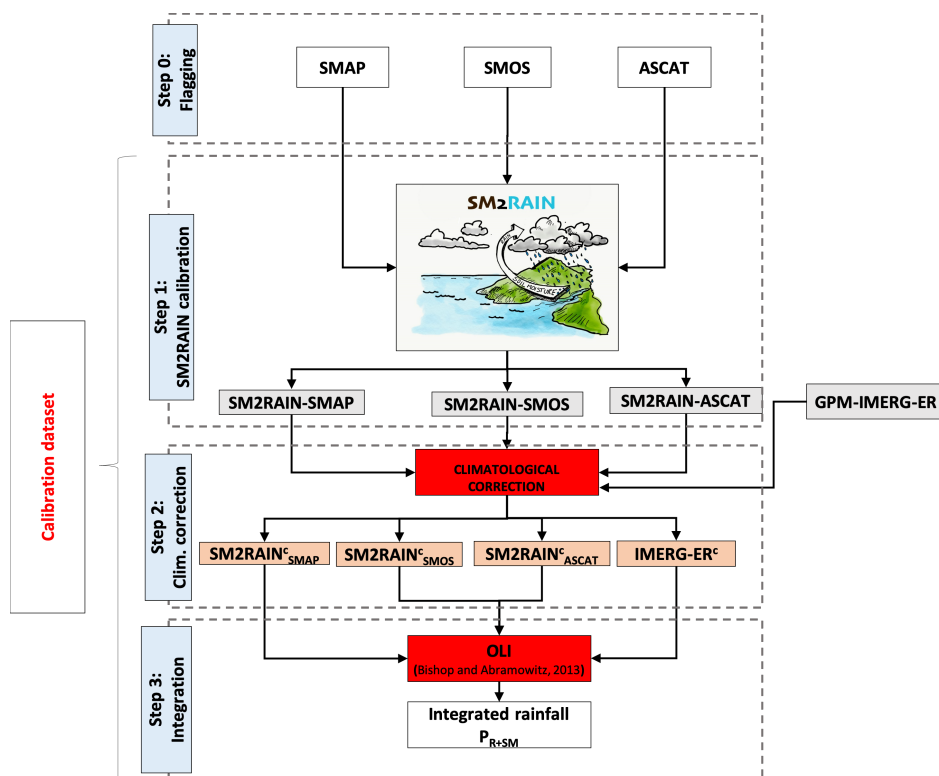 Step 0:
Flagging
SMAP
SMOS
ASCAT
Step 1:
SM2RAIN calibration
SM2RAIN
SOIL MOISTURE
SM2RAIN-SMAP
SM2RAIN-SMOS
SM2RAIN-ASCAT
GPM-IMERG-ER
Calibration dataset
Step 2:
Clim. correction
CLIMATOLOGICAL
CORRECTION
SM2RAINᶜSMAP
SM2RAINᶜSMOS
SM2RAINᶜASCAT
IMERG-ERᶜ
Step 3:
Integration
OLI
(Bishop and Abramowitz, 2013)
Integrated rainfall
PR+SM